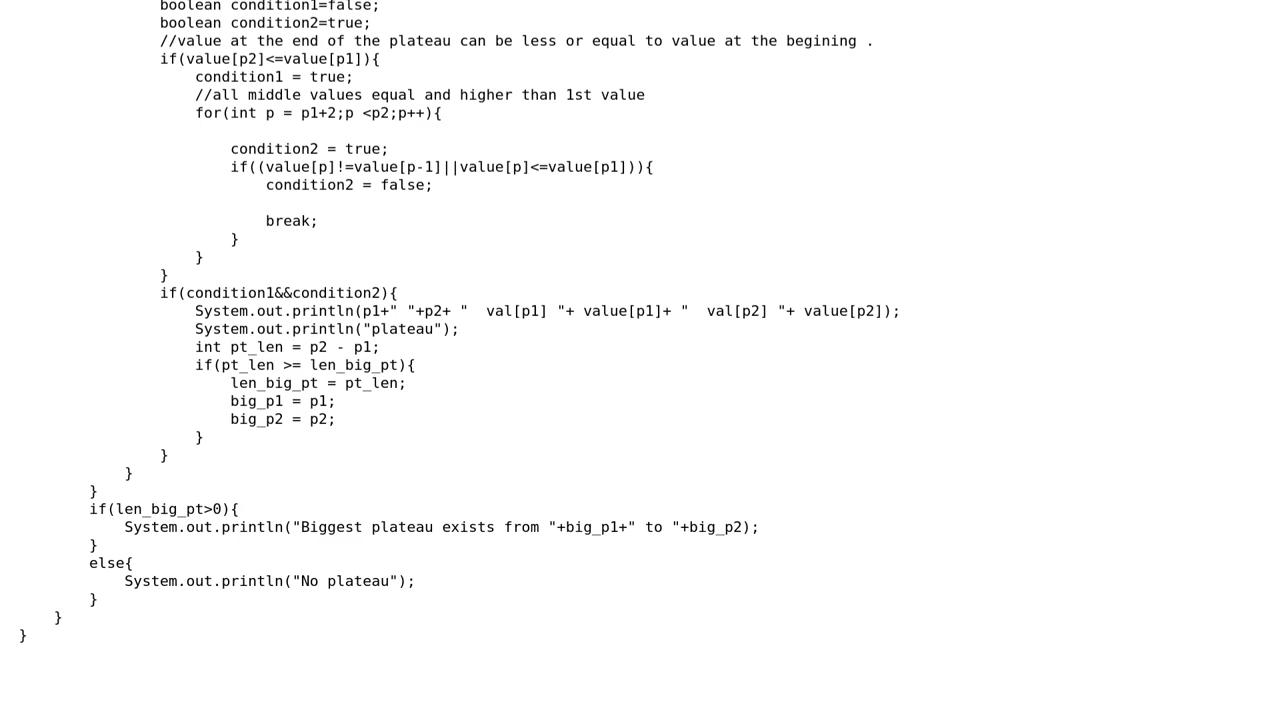 boolean condition1=false;
boolean condition2=true;
//value at the end of the plateau can be less or equal to value at the begining .
if(value[p2]<=value[p1]){
condition1 = true;
//all middle values equal and higher than 1st value
for(int p = p1+2;p <p2;p++){
condition2 = true;
if((value[p]!=value[p-1]||value[p]<=value[p1])){
condition2 = false;
break;
}
}
}
if(condition1&&condition2){
System.out.println(p1+" "+p2+ "  val[p1] "+ value[p1]+ "  val[p2] "+ value[p2]);
System.out.println("plateau");
int pt_len = p2 - p1;
if(pt_len >= len_big_pt){
len_big_pt = pt_len;
big_p1 = p1;
big_p2 = p2;
}
}
}
}
if(len_big_pt>0){
System.out.println("Biggest plateau exists from "+big_p1+" to "+big_p2);
}
else{
System.out.println("No plateau");
}
}
}